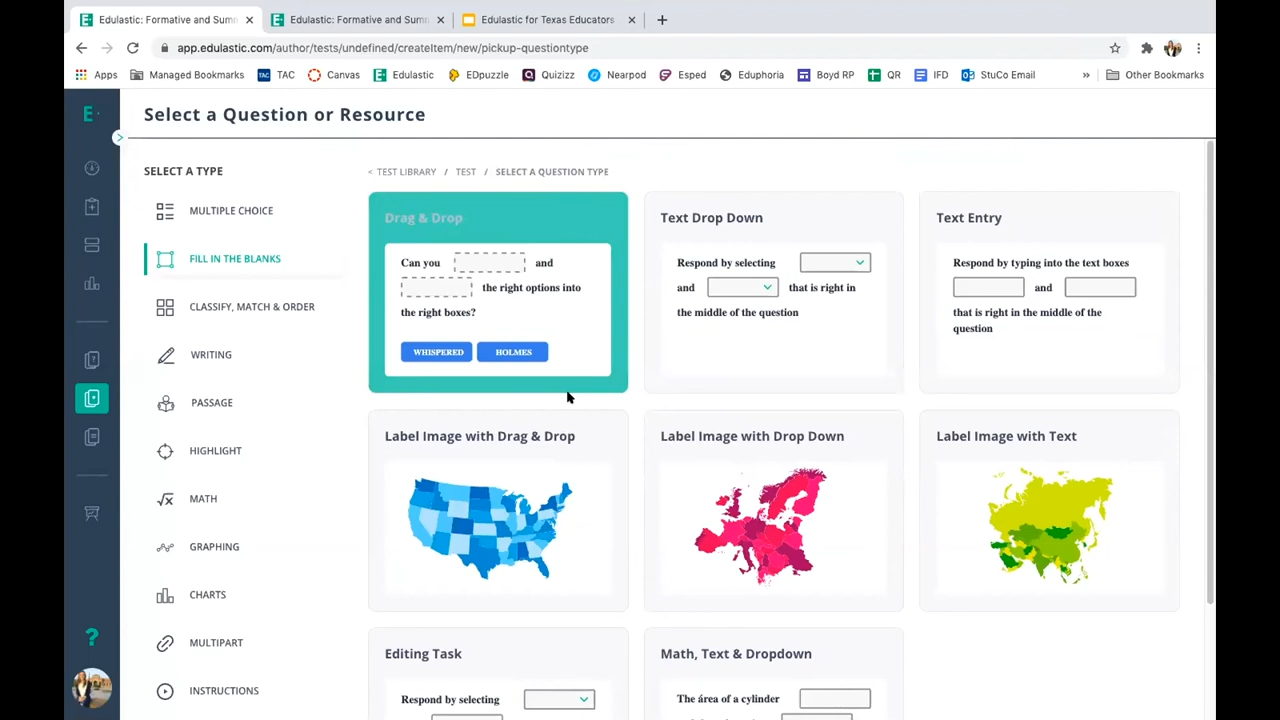 Edulastic: Formative and Summ
Edulastic: Formative and Summ
Edulastic for Texas Educators
app.edulastic.com/author/tests/undefined/createItem/new/pickup-questiontype
Apps
Managed Bookmarks
TAC TAC
Canvas
Edulastic
EDpuzzle
Quizizz
Nearpod
Esped
Eduphoria
Boyd RP
QR
IFD
StuCo Email
»
Other Bookmarks
E
Select a Question or Resource
SELECT A TYPE
MULTIPLE CHOICE
FILL IN THE BLANKS
CLASSIFY, MATCH & ORDER
WRITING
PASSAGE
HIGHLIGHT
MATH
GRAPHING
CHARTS
MULTIPART
INSTRUCTIONS
?
< TEST LIBRARY / TEST / SELECT A QUESTION TYPE
Drag & Drop
Can you and
the right options into
the right boxes?
WHISPERED HOLMES
Text Drop Down
Respond by selecting
and that is right in
the middle of the question
Text Entry
Respond by typing into the text boxes
and
that is right in the middle of the
question
Label Image with Drag & Drop
Label Image with Drop Down
Label Image with Text
Editing Task
Respond by selecting
Math, Text & Dropdown
The área of a cylinder